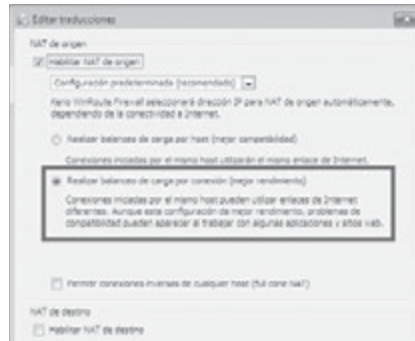 Editar traducciones
NAT de origen
Habilitar NAT de origen
Configuración predeterminada (recomendado)
Kerio WinRoute Firewall seleccionará dirección IP para NAT de origen automáticamente,
dependiendo de la conectividad a Internet.
Realizar balanceo de carga por host (mejor compatibilidad)
Conexiones iniciadas por el mismo host utilizarán el mismo enlace de Internet.
Realizar balanceo de carga por conexión (mejor rendimiento)
Conexiones iniciadas por el mismo host pueden utilizar enlaces de Internet
diferentes. Aunque esta configuración de mejor rendimiento, problemas de
compatibilidad pueden aparecer al trabajar con algunas aplicaciones y sitios web.
Permitir conexiones inversas de cualquier host (full cone NAT)
NAT de destino
Habilitar NAT de destino